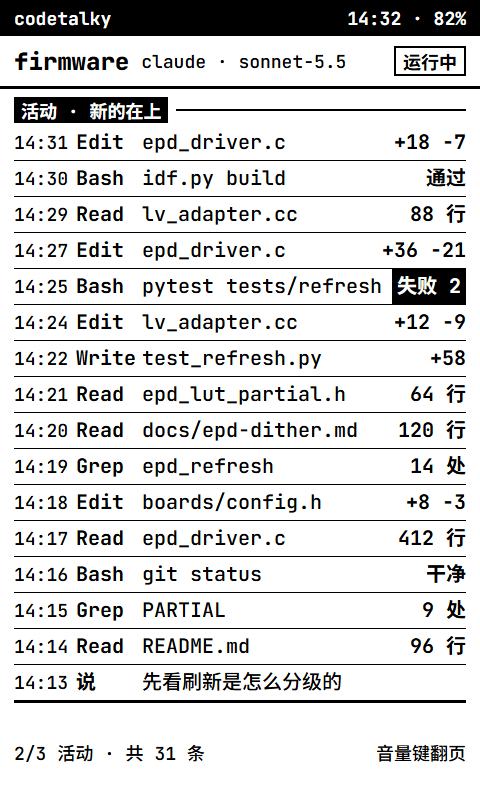 codetalky 14:32 · 82%
firmware claude · sonnet-5.5 运行中
活动 · 新的在上
14:31 Edit epd_driver.c +18 -7
14:30 Bash idf.py build 通过
14:29 Read lv_adapter.cc 88 行
14:27 Edit epd_driver.c +36 -21
14:25 Bash pytest tests/refresh 失败 2
14:24 Edit lv_adapter.cc +12 -9
14:22 Write test_refresh.py +58
14:21 Read epd_lut_partial.h 64 行
14:20 Read docs/epd-dither.md 120 行
14:19 Grep epd_refresh 14 处
14:18 Edit boards/config.h +8 -3
14:17 Read epd_driver.c 412 行
14:16 Bash git status 干净
14:15 Grep PARTIAL 9 处
14:14 Read README.md 96 行
14:13 说 先看刷新是怎么分级的
2/3 活动 · 共 31 条 音量键翻页